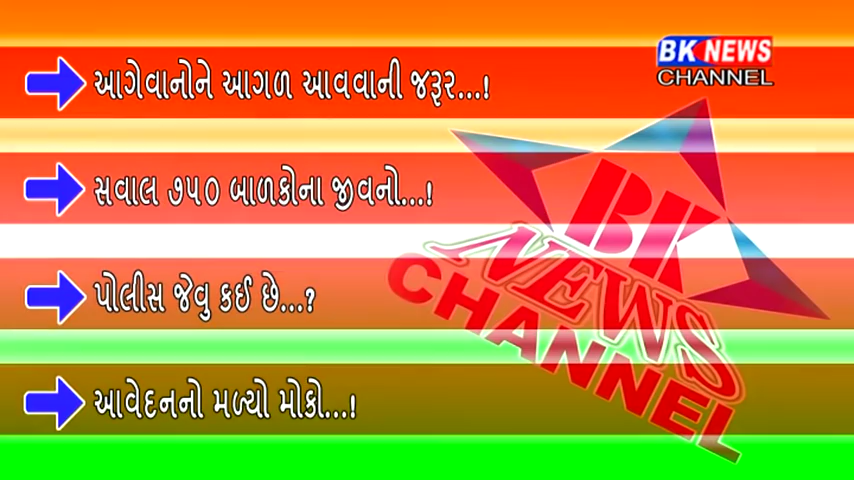 BK NEWS
CHANNEL
આગેવાનોને આગળ આવવાની જરૂર...!
સવાલ ૭૫૦ બાળકોના જીવનો...!
પોલીસ જેવુ કઈ છે...?
આવેદનનો મળ્યો મોકો...!
BK
NEWS
CHANNEL